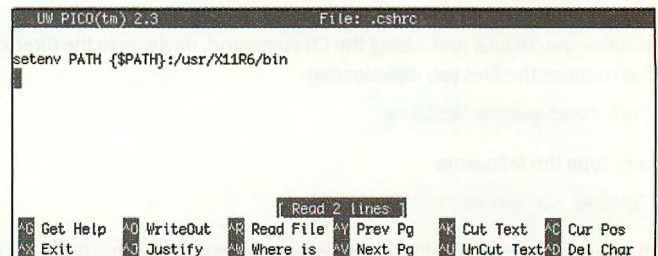 UW PICO(tm) 2.3 File: .cshrc
setenv PATH {$PATH}:/usr/X11R6/bin
[ Read 2 lines ]
^G Get Help ^O WriteOut ^R Read File ^Y Prev Pg ^K Cut Text ^C Cur Pos
^X Exit ^J Justify ^W Where is ^V Next Pg ^U UnCut Text ^D Del Char